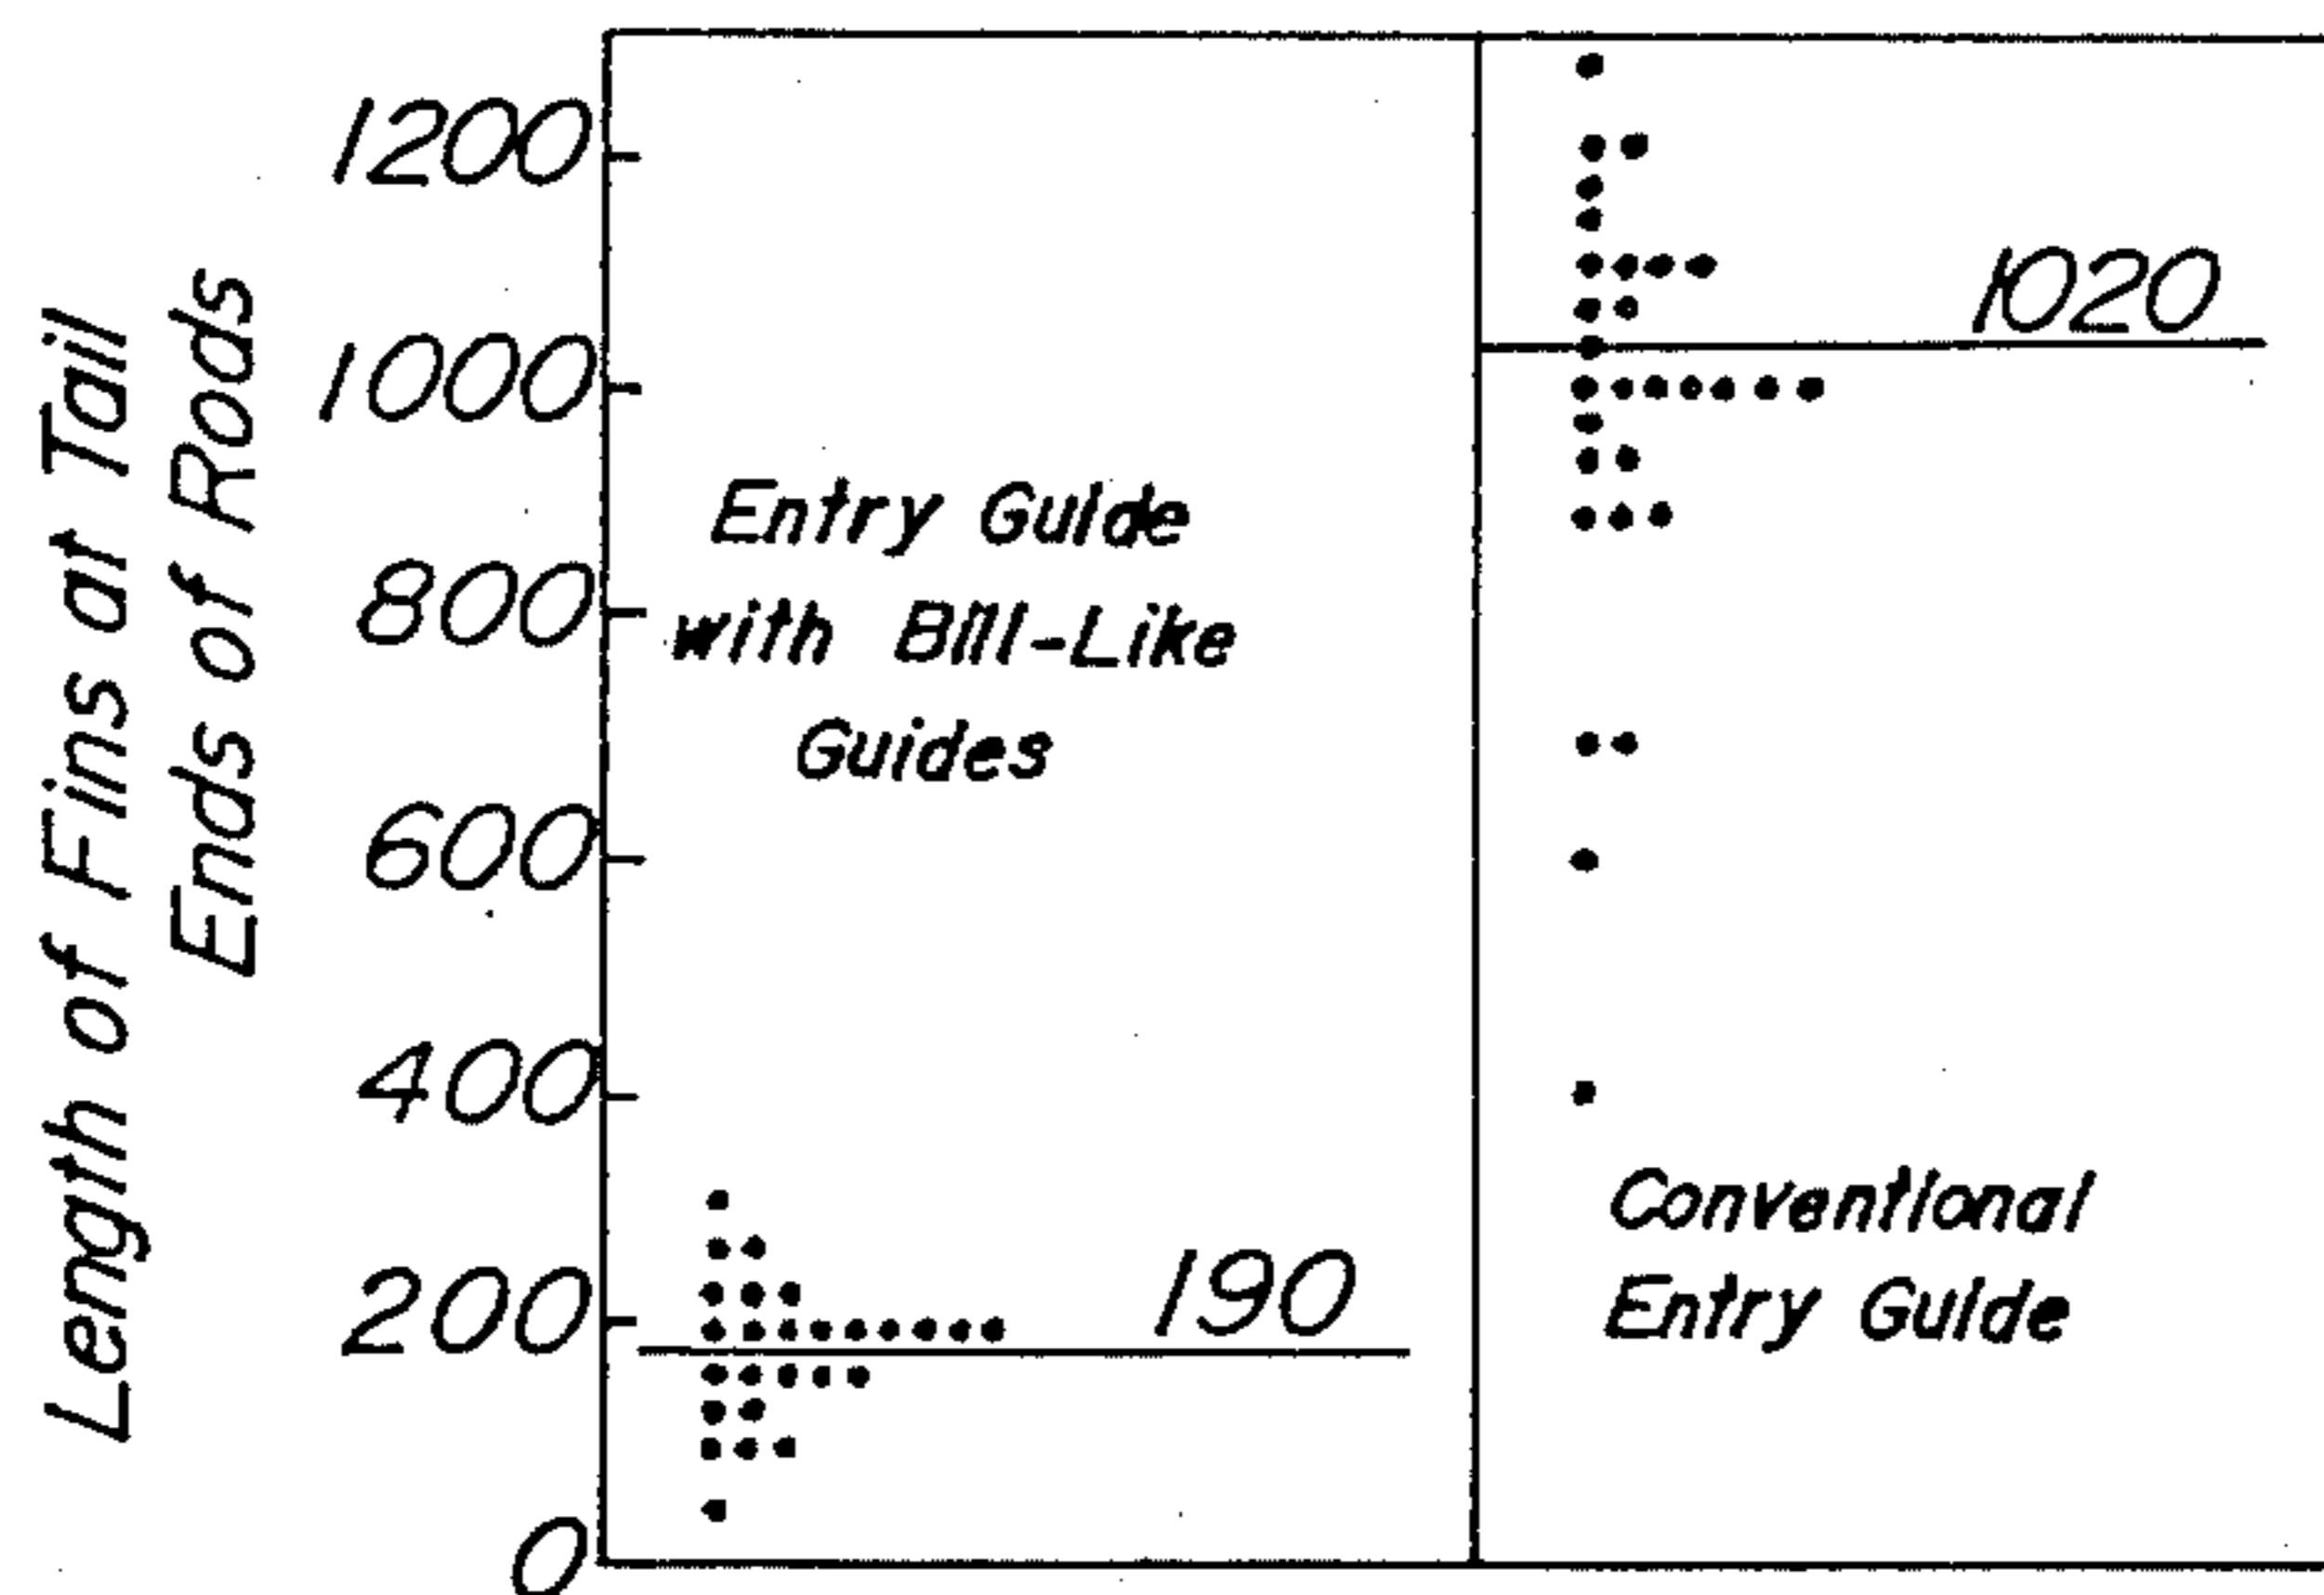 Length of Fins at Tail
Ends of Rods
1200
1000
800
600
400
200
0
Entry Guide
with BMI-Like
Guides
190
1020
Conventional
Entry Guide